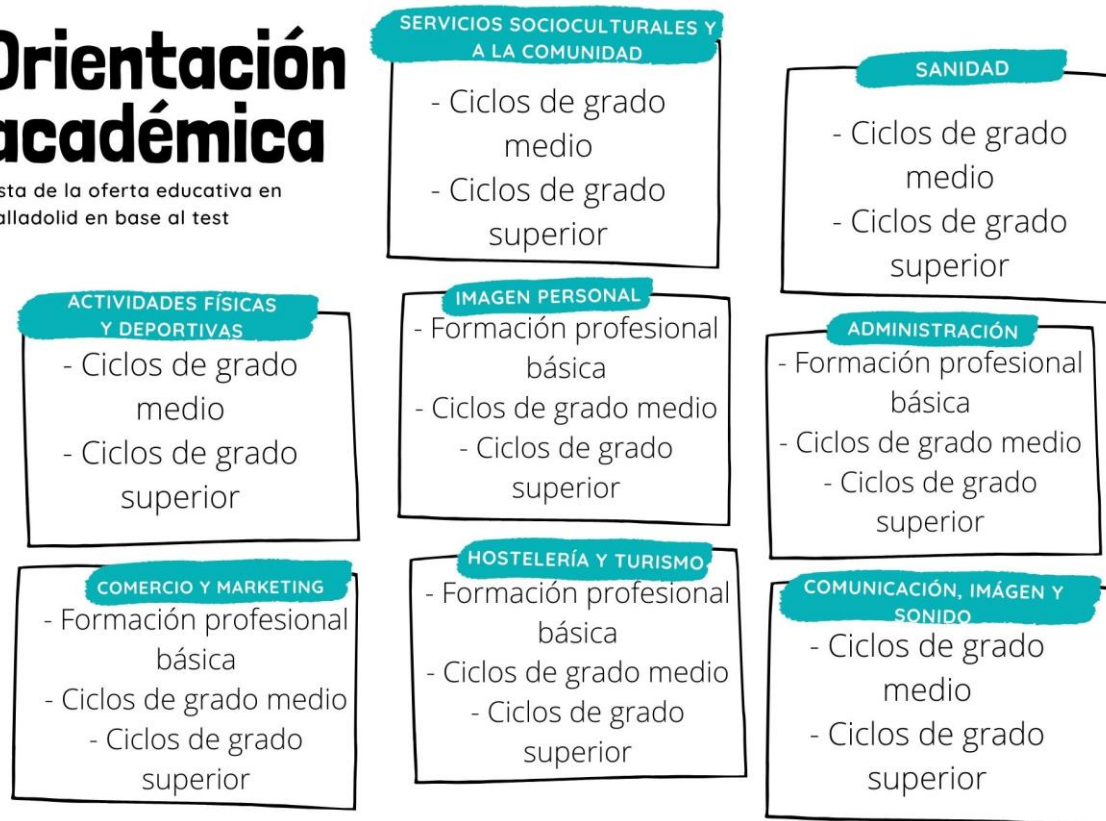 Orientación
académica
sta de la oferta educativa en
alladolid en base al test
SERVICIOS SOCIOCULTURALES Y
A LA COMUNIDAD
- Ciclos de grado
medio
- Ciclos de grado
superior
SANIDAD
- Ciclos de grado
medio
- Ciclos de grado
superior
ACTIVIDADES FÍSICAS
Y DEPORTIVAS
- Ciclos de grado
medio
- Ciclos de grado
superior
IMAGEN PERSONAL
- Formación profesional
básica
- Ciclos de grado medio
- Ciclos de grado
superior
ADMINISTRACIÓN
- Formación profesional
básica
- Ciclos de grado medio
- Ciclos de grado
superior
COMERCIO Y MARKETING
- Formación profesional
básica
- Ciclos de grado medio
- Ciclos de grado
superior
HOSTELERÍA Y TURISMO
- Formación profesional
básica
- Ciclos de grado medio
- Ciclos de grado
superior
COMUNICACIÓN, IMÁGEN Y
SONIDO
- Ciclos de grado
medio
- Ciclos de grado
superior